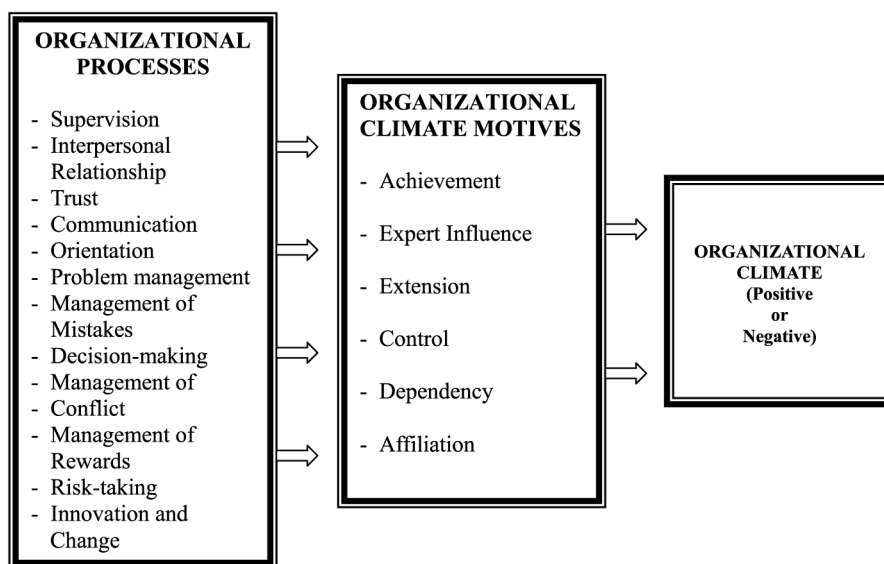 ORGANIZATIONAL
PROCESSES
- Supervision
- Interpersonal
Relationship
- Trust
- Communication
- Orientation
- Problem management
- Management of
Mistakes
- Decision-making
- Management of
- Conflict
- Management of
Rewards
- Risk-taking
- Innovation and
Change
ORGANIZATIONAL
CLIMATE MOTIVES
- Achievement
- Expert Influence
- Extension
- Control
- Dependency
- Affiliation
ORGANIZATIONAL
CLIMATE
(Positive
or
Negative)